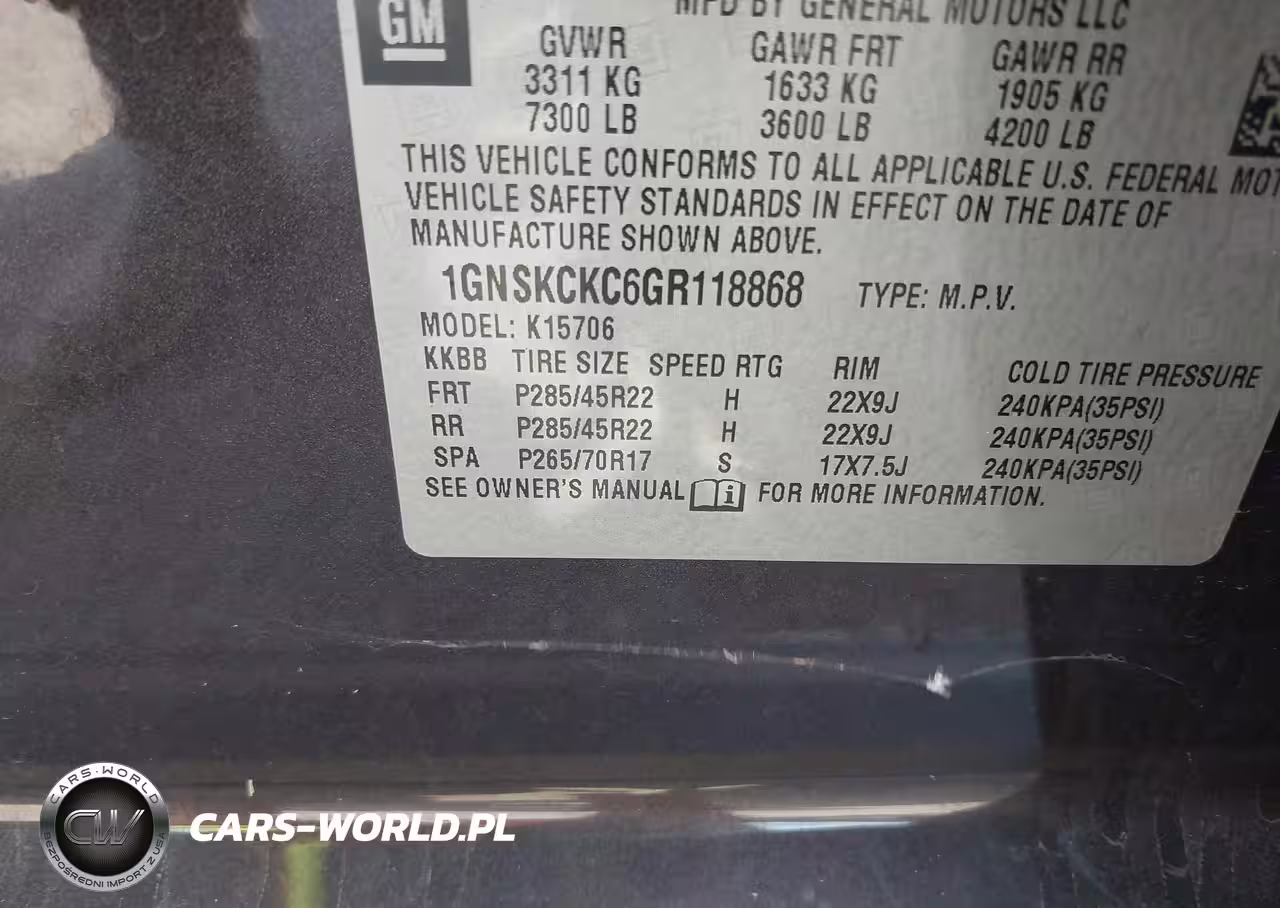 GM
MFD BY GENERAL MOTORS LLC
GVWR GAWR FRT GAWR RR
3311 KG 1633 KG 1905 KG
7300 LB 3600 LB 4200 LB
THIS VEHICLE CONFORMS TO ALL APPLICABLE U.S. FEDERAL MOT
VEHICLE SAFETY STANDARDS IN EFFECT ON THE DATE OF
MANUFACTURE SHOWN ABOVE.
1GNSKCKC6GR118868 TYPE: M.P.V.
MODEL: K15706
KKBB TIRE SIZE SPEED RTG RIM COLD TIRE PRESSURE
FRT P285/45R22 H 22X9J 240KPA(35PSI)
RR P285/45R22 H 22X9J 240KPA(35PSI)
SPA P265/70R17 S 17X7.5J 240KPA(35PSI)
SEE OWNER'S MANUAL i FOR MORE INFORMATION.
CARS-WORLD
CW
BEZPOŚREDNI IMPORT Z USA
CARS-WORLD.PL